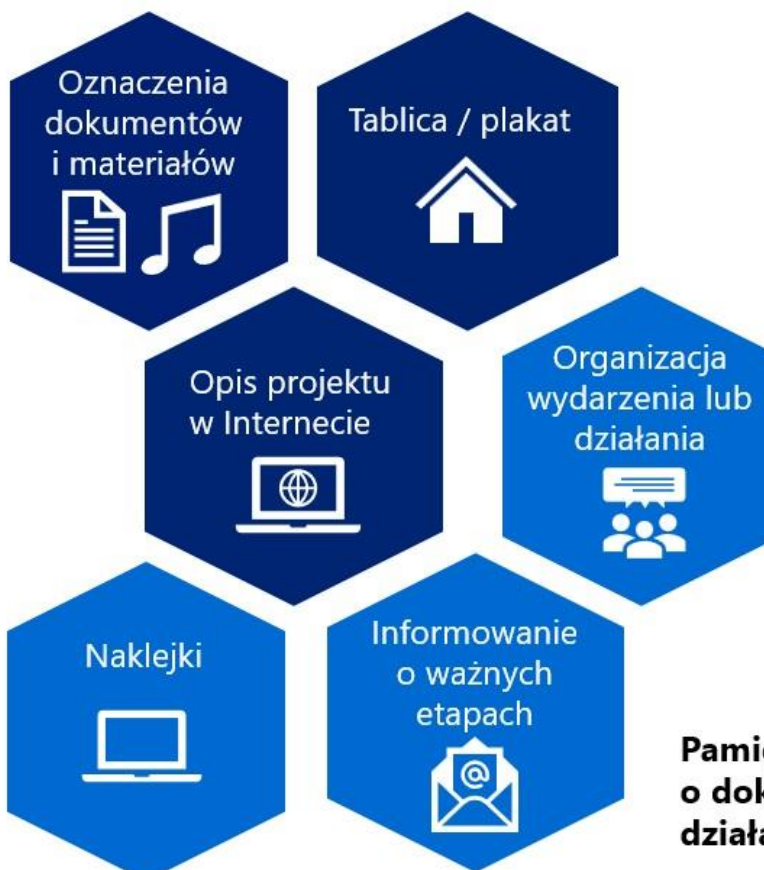 Oznaczenia
dokumentów
i materiałów
Tablica / plakat
Opis projektu
w Internecie
Organizacja
wydarzenia lub
działania
@
Naklejki
Informowanie
o ważnych
etapach
o